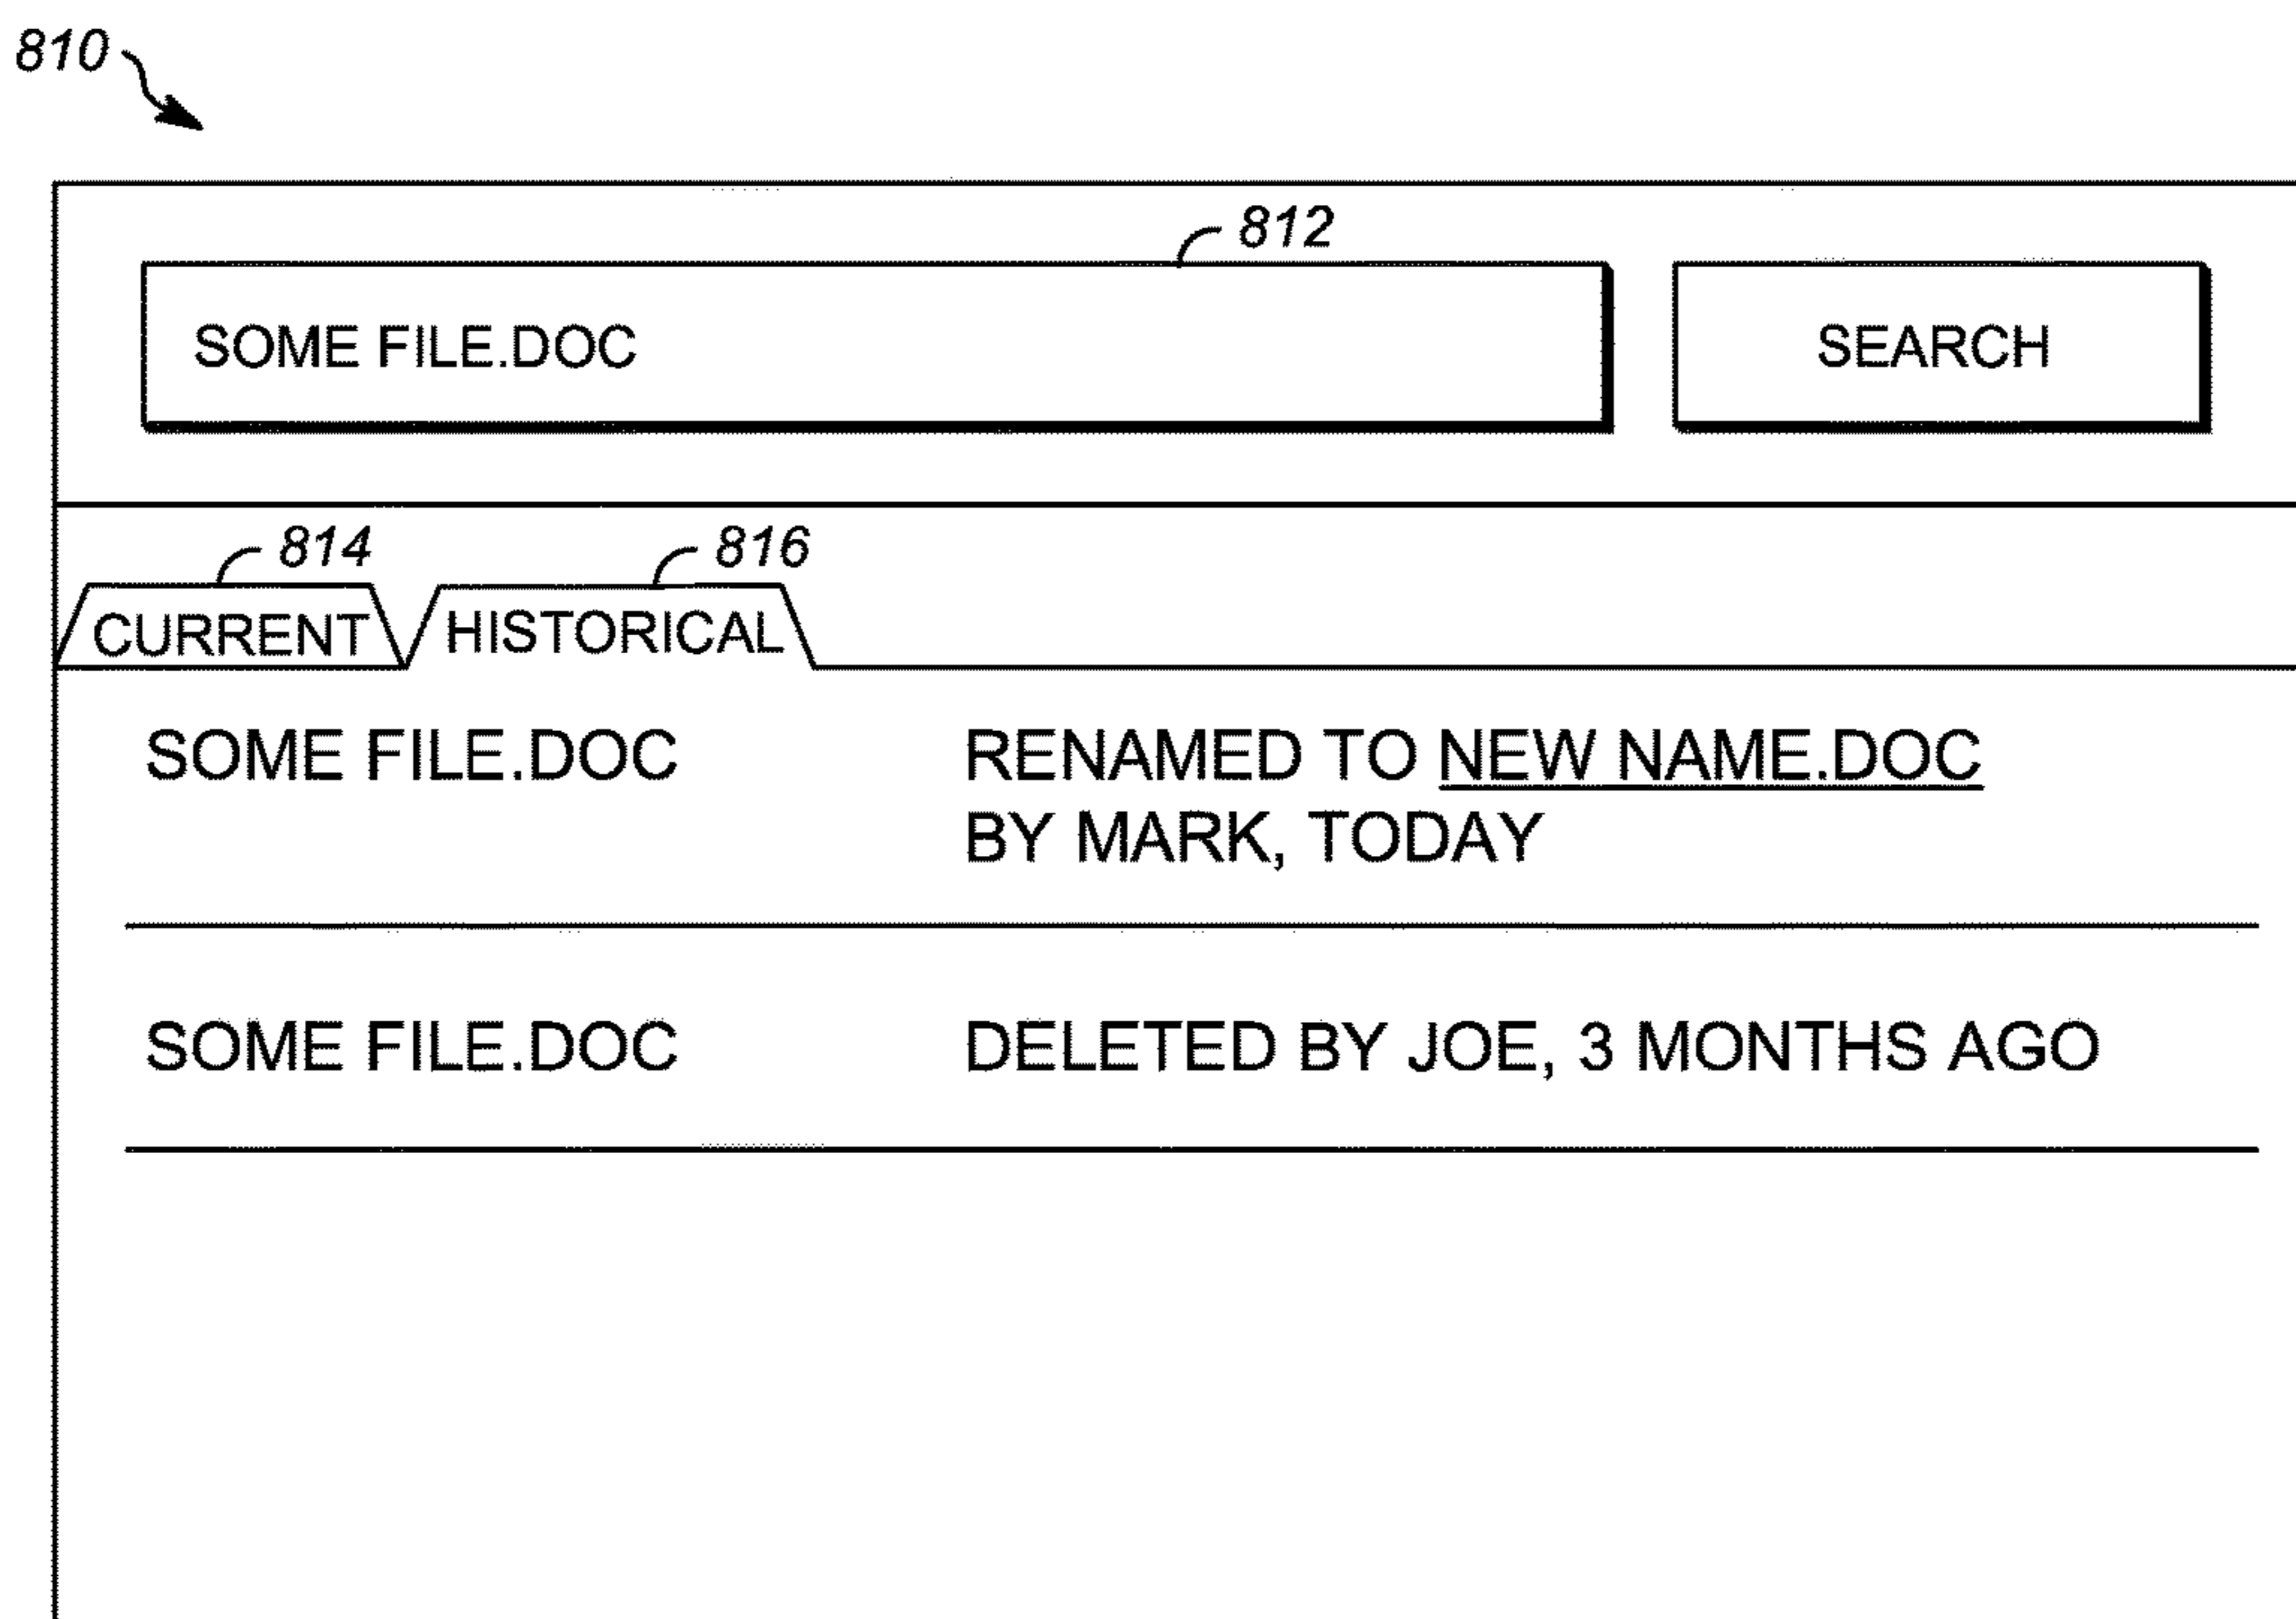 810
812
SOME FILE.DOC SEARCH
814 816
CURRENT HISTORICAL
SOME FILE.DOC RENAMED TO NEW NAME.DOC
BY MARK, TODAY
SOME FILE.DOC DELETED BY JOE, 3 MONTHS AGO